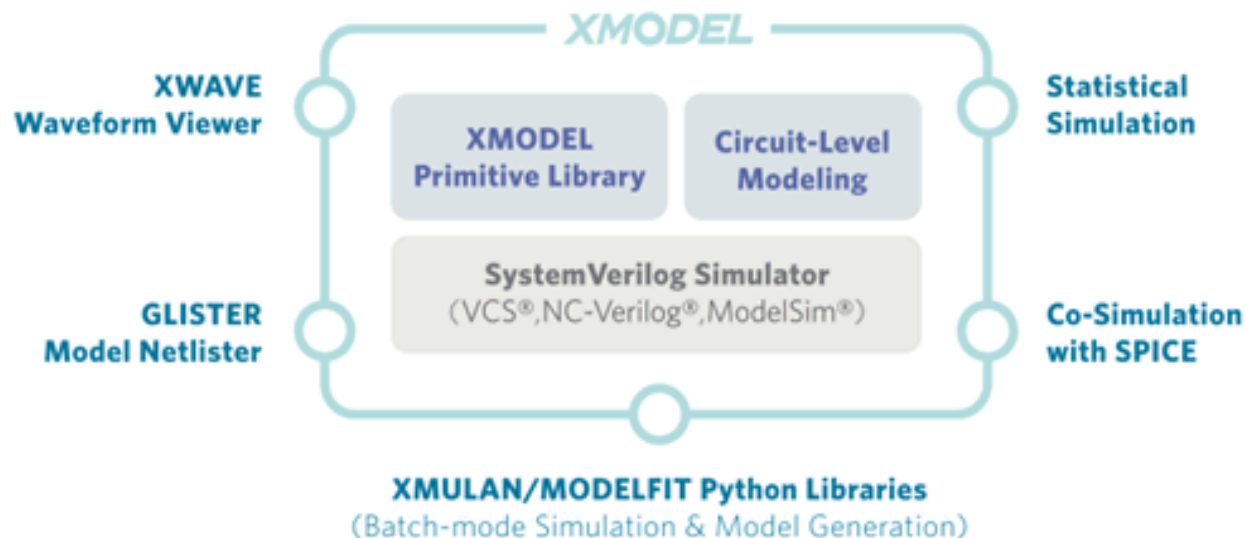 XMODEL
XWAVE
Waveform Viewer
XMODEL
Primitive Library
Circuit-Level
Modeling
Statistical
Simulation
SystemVerilog Simulator
(VCS®,NC-Verilog®,ModelSim®)
GLISTER
Model Netlister
Co-Simulation
with SPICE
XMULAN/MODELFIT Python Libraries
(Batch-mode Simulation & Model Generation)